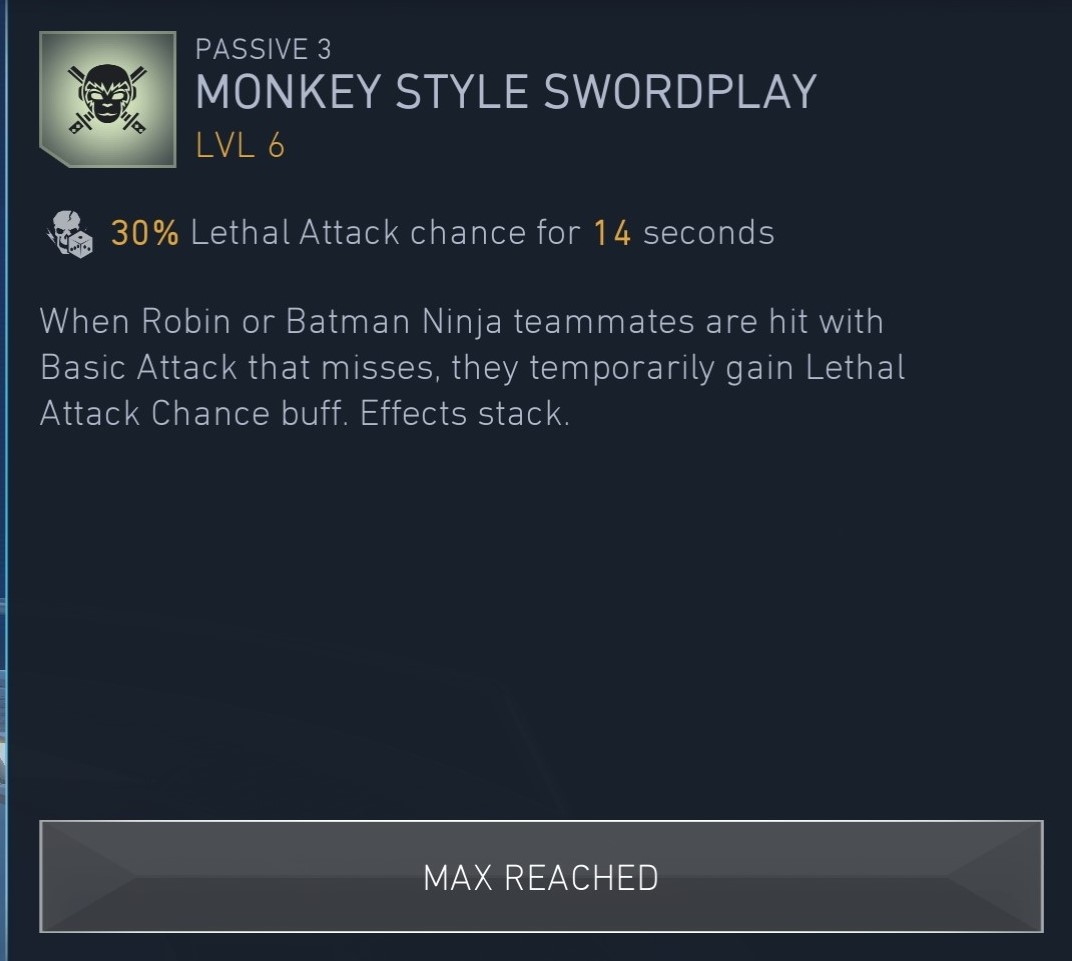 PASSIVE 3
MONKEY STYLE SWORDPLAY
LVL 6
30% Lethal Attack chance for 14 seconds
When Robin or Batman Ninja teammates are hit with
Basic Attack that misses, they temporarily gain Lethal
Attack Chance buff. Effects stack.
MAX REACHED